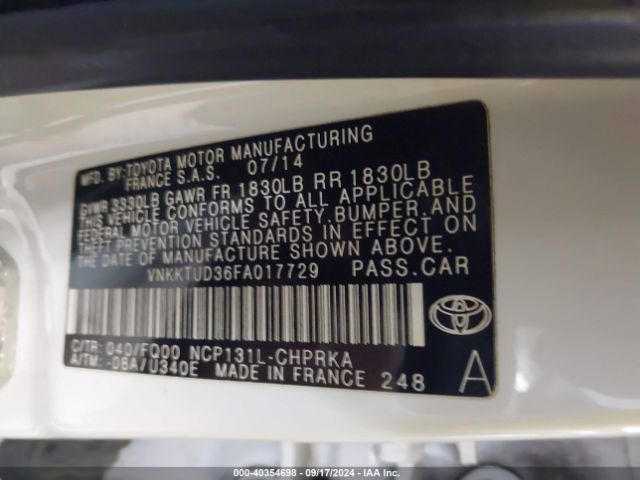 MFD. BY: TOYOTA MOTOR MANUFACTURING
FRANCE S.A.S. 07/14
GVWR 3330LB GAWR FR 1830LB RR 1830LB
THIS VEHICLE CONFORMS TO ALL APPLICABLE
FEDERAL MOTOR VEHICLE SAFETY, BUMPER, AND
THEFT PREVENTION STANDARDS IN EFFECT ON
THE DATE OF MANUFACTURE SHOWN ABOVE.
VNKKTUD36FA017729 PASS.CAR
C/TR: 040/FQ00 NCP131L-CHPRKA
A/TM: -08A/U340E MADE IN FRANCE 248 A
000-40354698 - 09/17/2024 - IAA Inc.